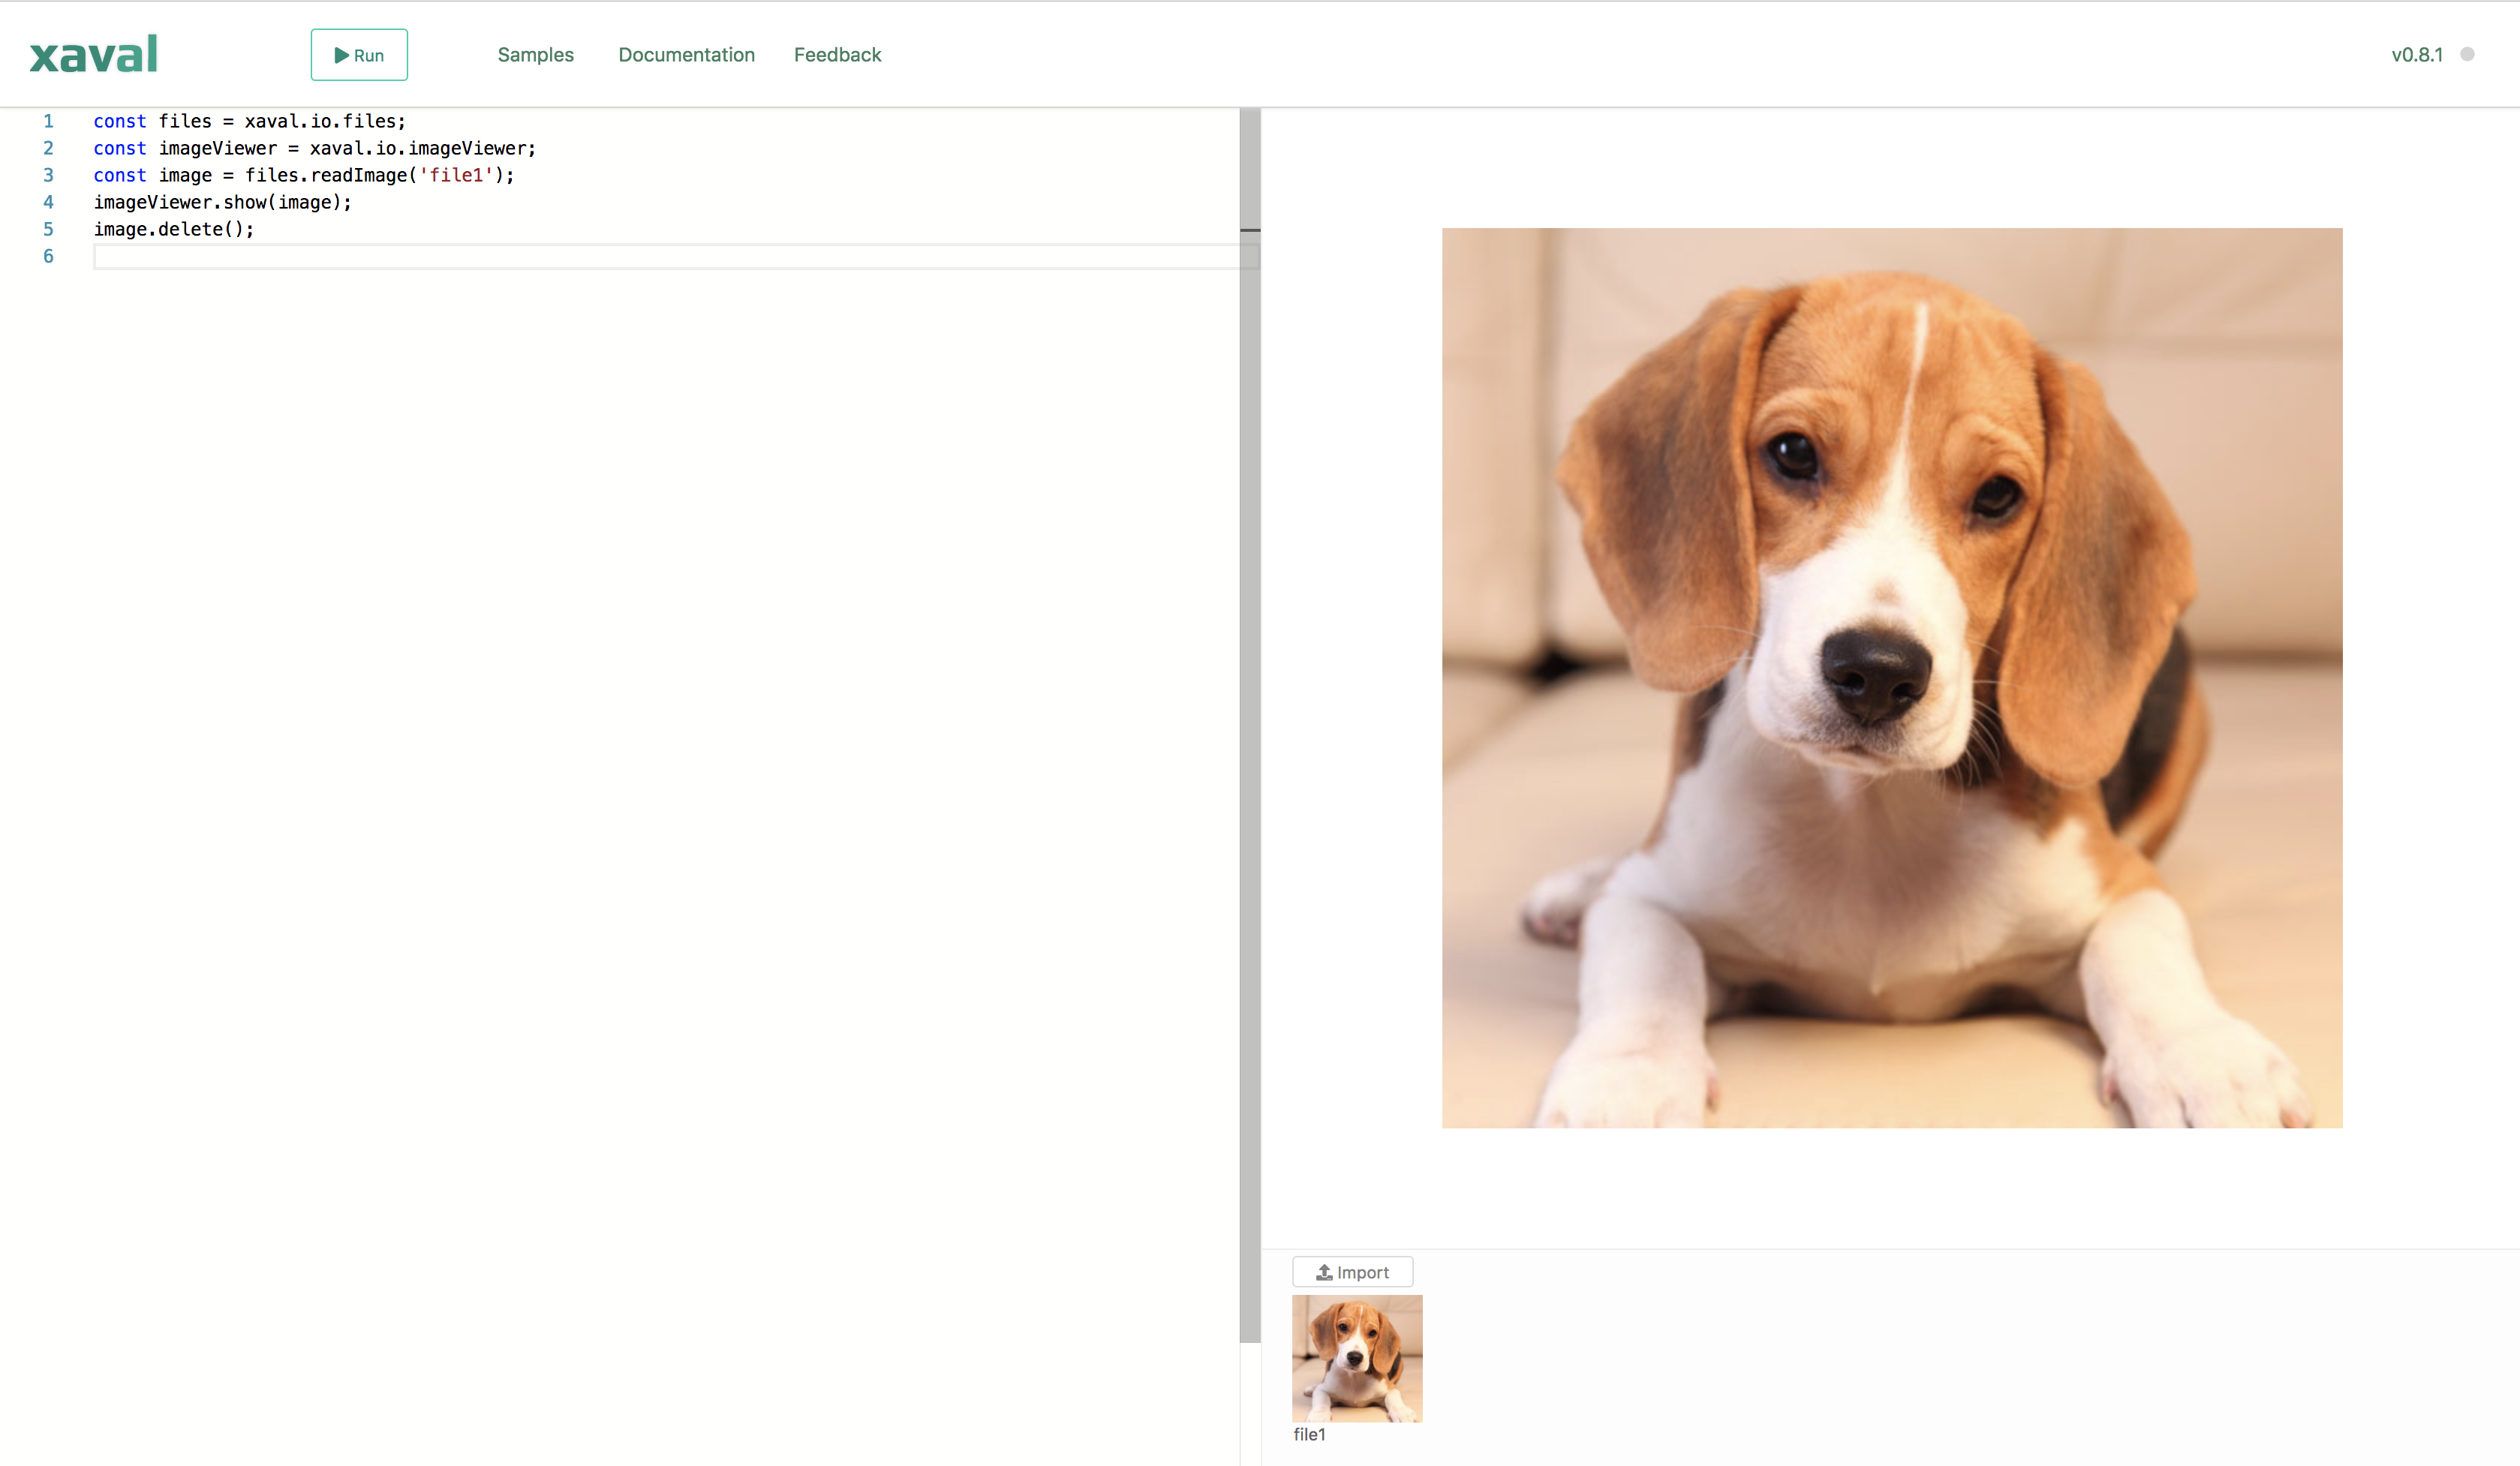 xaval
Run
Samples
Documentation
Feedback
v0.8.1
1 const files = xaval.io.files;
2 const imageViewer = xaval.io.imageViewer;
3 const image = files.readImage('file1');
4 imageViewer.show(image);
5 image.delete();
6
Import
file1